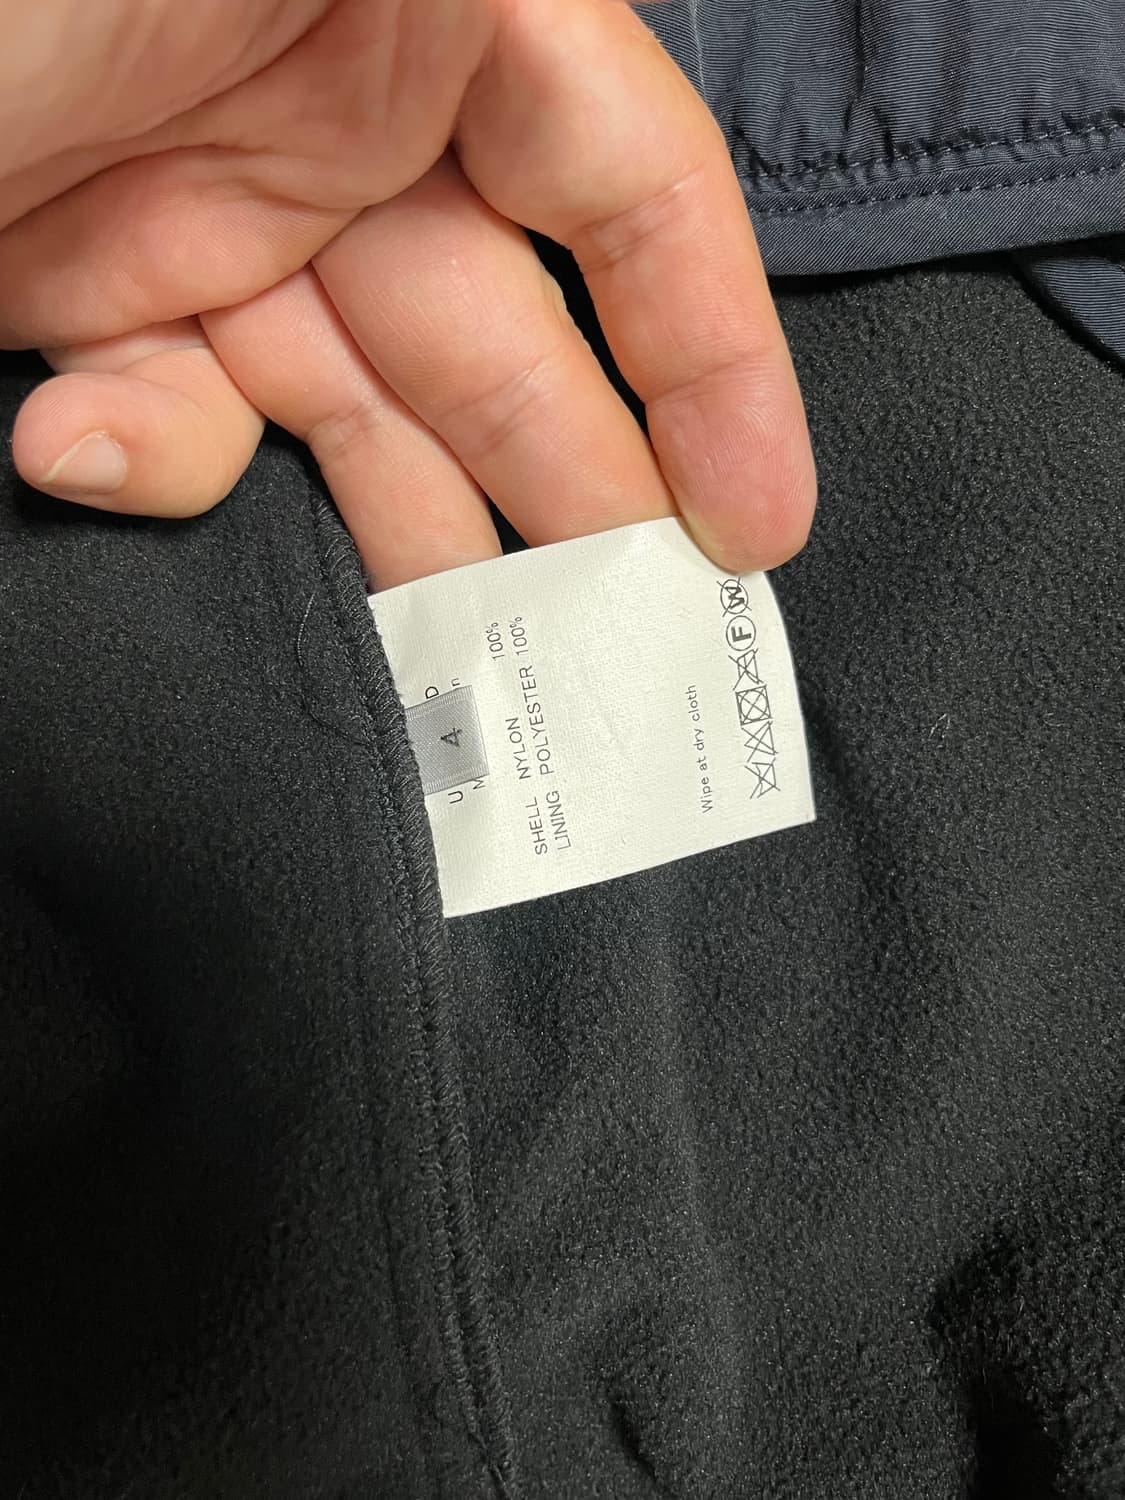 4
SHELL NYLON 100%
LINING POLYESTER 100%
Wipe at dry cloth
F W